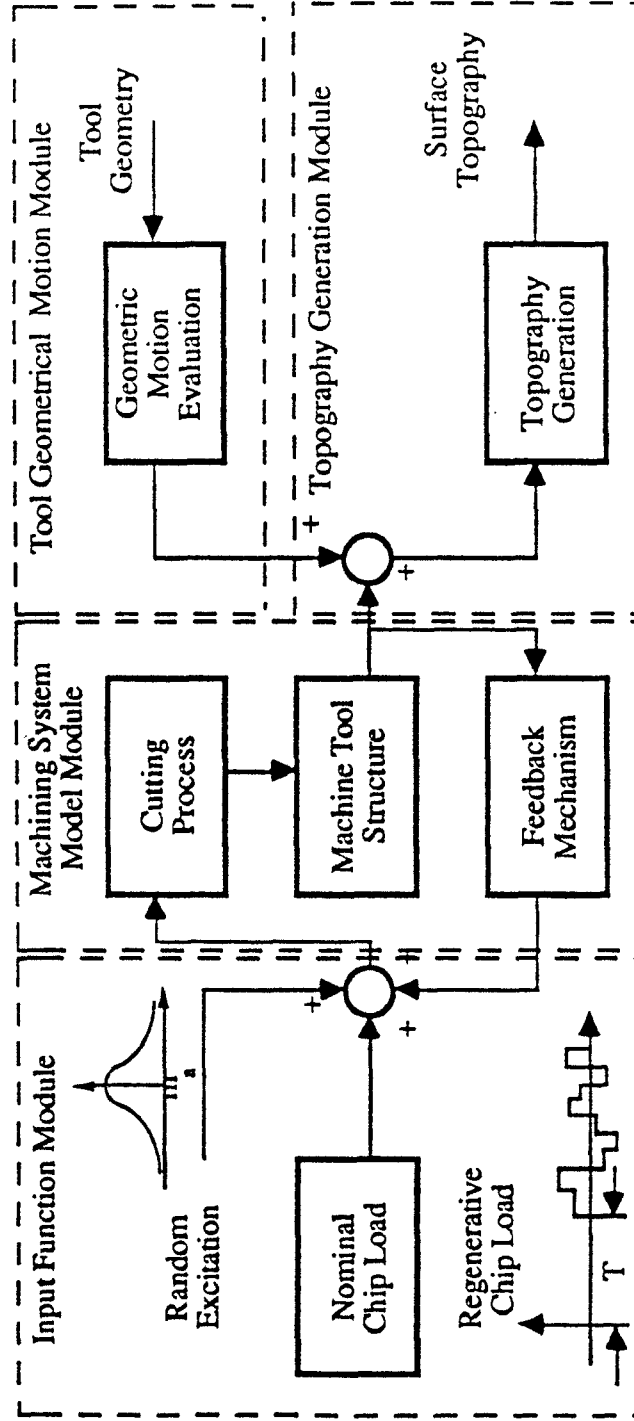 Input Function Module
Random
Excitation
m
a
+
Nominal
Chip Load
+
+
Regenerative
Chip Load
T
Machining System
Model Module
Cutting
Process
Machine Tool
Structure
Feedback
Mechanism
Tool Geometrical Motion Module
Tool
Geometry
Geometric
Motion
Evaluation
+
+
Topography Generation Module
Surface
Topography
Topography
Generation